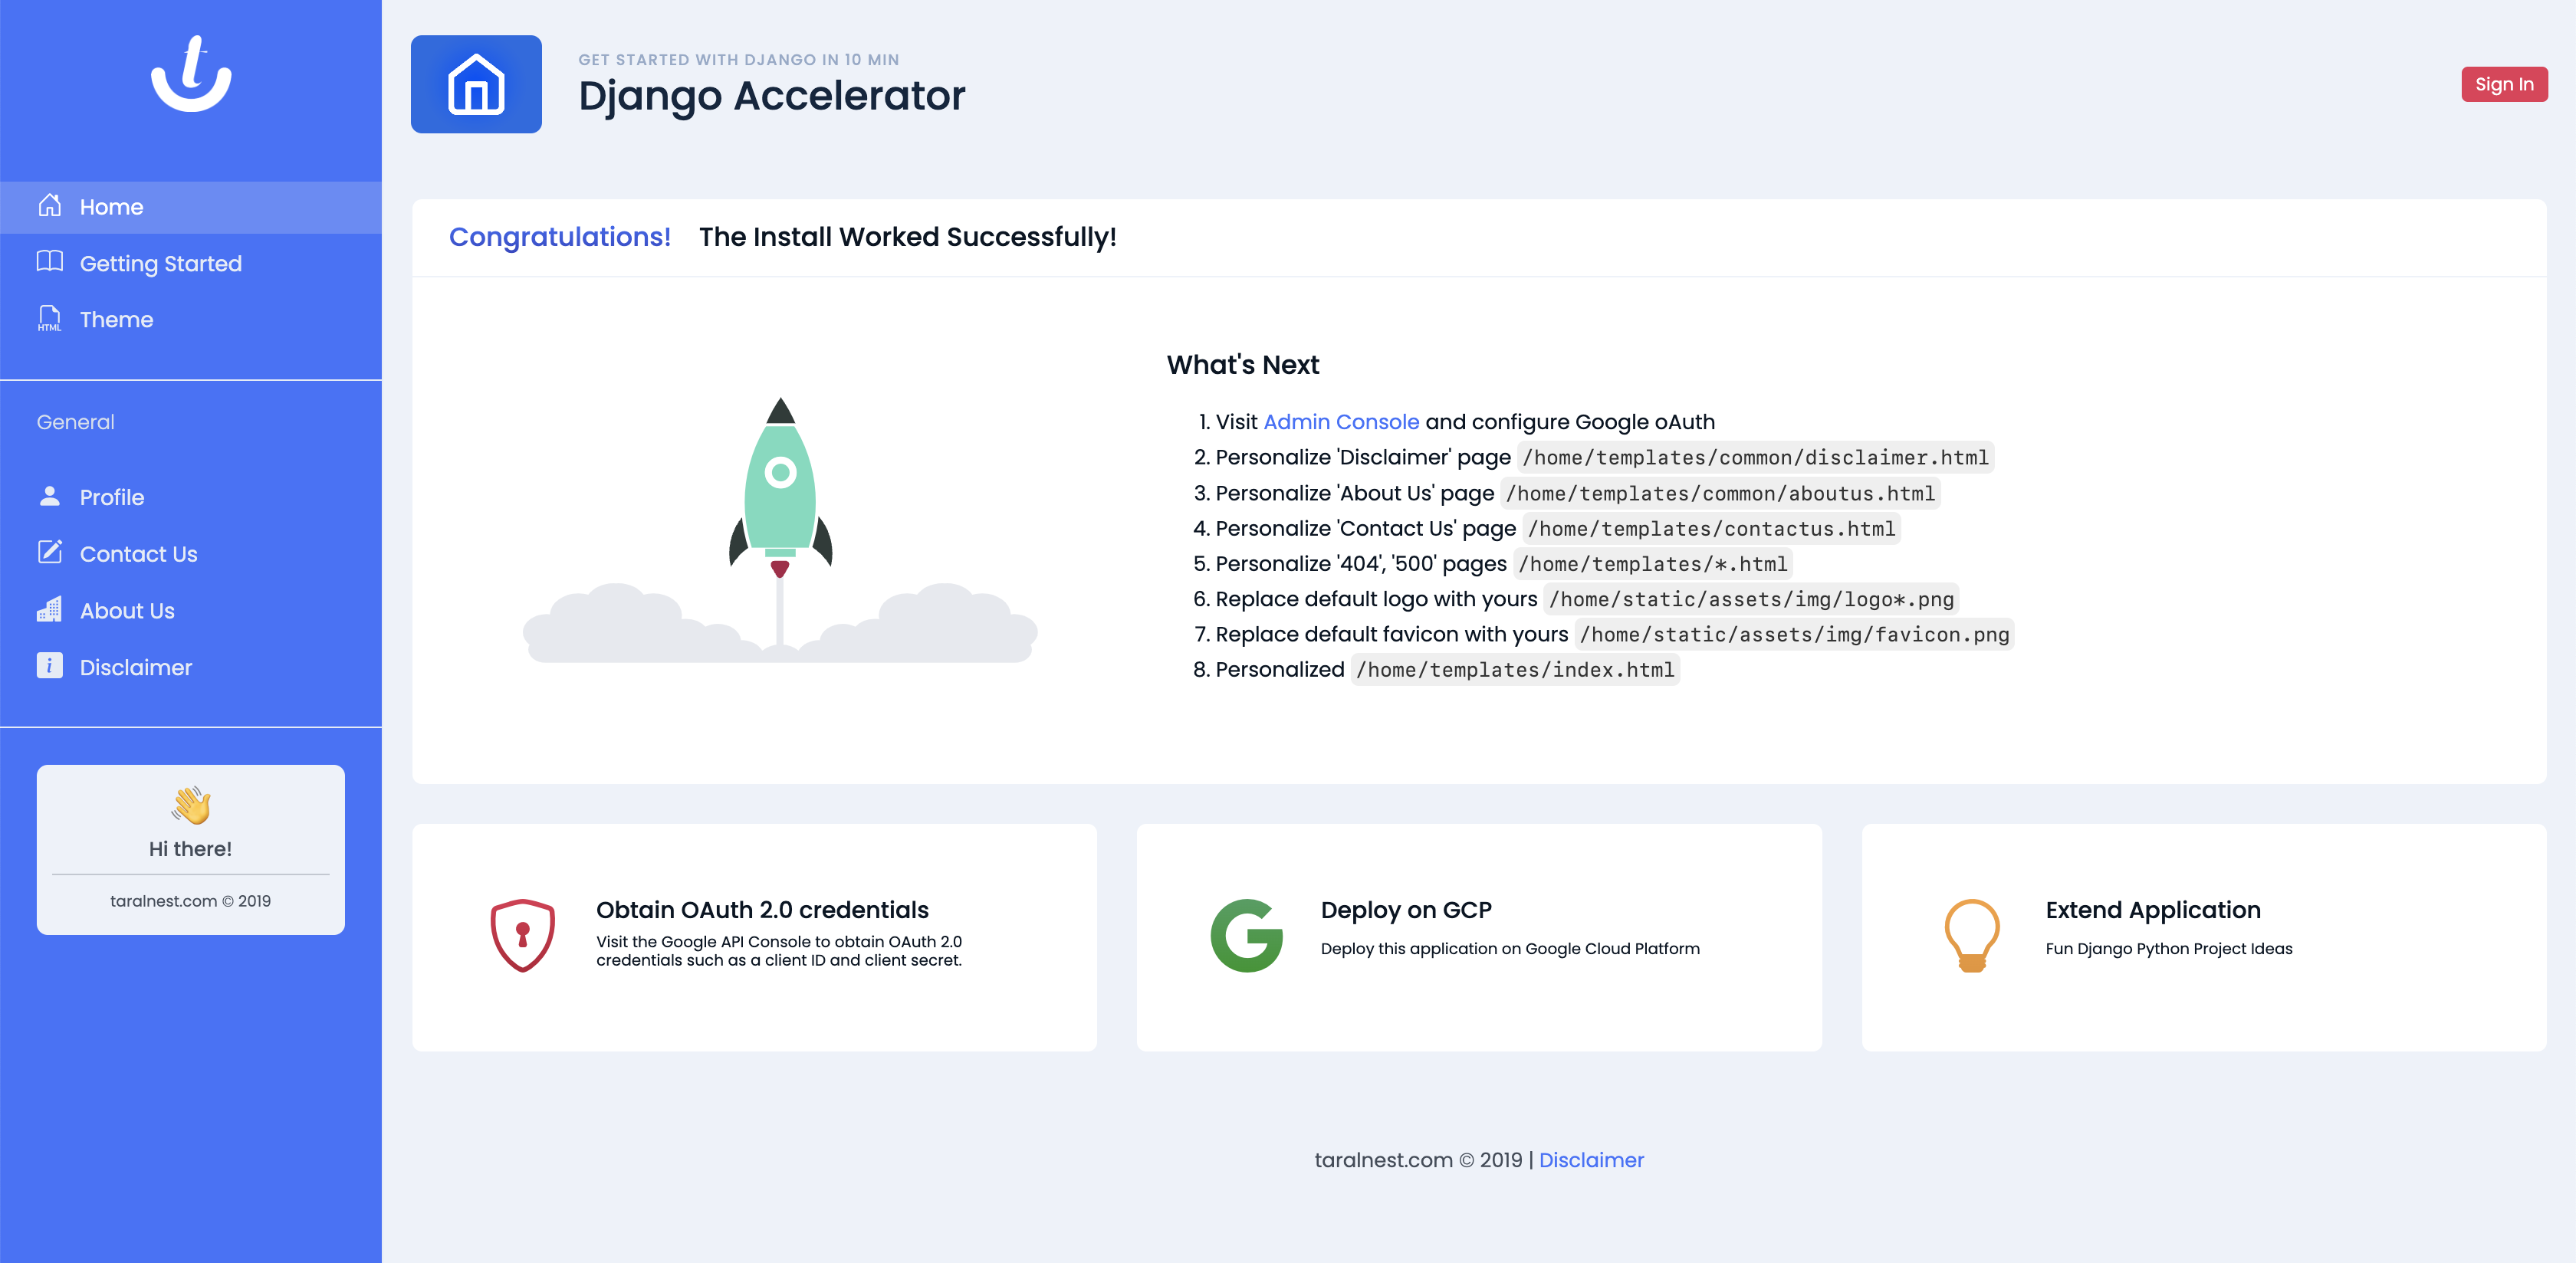 t
Home
Getting Started
HTML Theme
General
Profile
Contact Us
About Us
i Disclaimer
Hi there!
taralnest.com © 2019
GET STARTED WITH DJANGO IN 10 MIN
Django Accelerator
Sign In
Congratulations! The Install Worked Successfully!
What's Next
1. Visit Admin Console and configure Google oAuth
2. Personalize 'Disclaimer' page /home/templates/common/disclaimer.html
3. Personalize 'About Us' page /home/templates/common/aboutus.html
4. Personalize 'Contact Us' page /home/templates/contactus.html
5. Personalize '404', '500' pages /home/templates/*.html
6. Replace default logo with yours /home/static/assets/img/logo*.png
7. Replace default favicon with yours /home/static/assets/img/favicon.png
8. Personalized /home/templates/index.html
Obtain OAuth 2.0 credentials
Visit the Google API Console to obtain OAuth 2.0
credentials such as a client ID and client secret.
G
Deploy on GCP
Deploy this application on Google Cloud Platform
Extend Application
Fun Django Python Project Ideas
taralnest.com © 2019 | Disclaimer